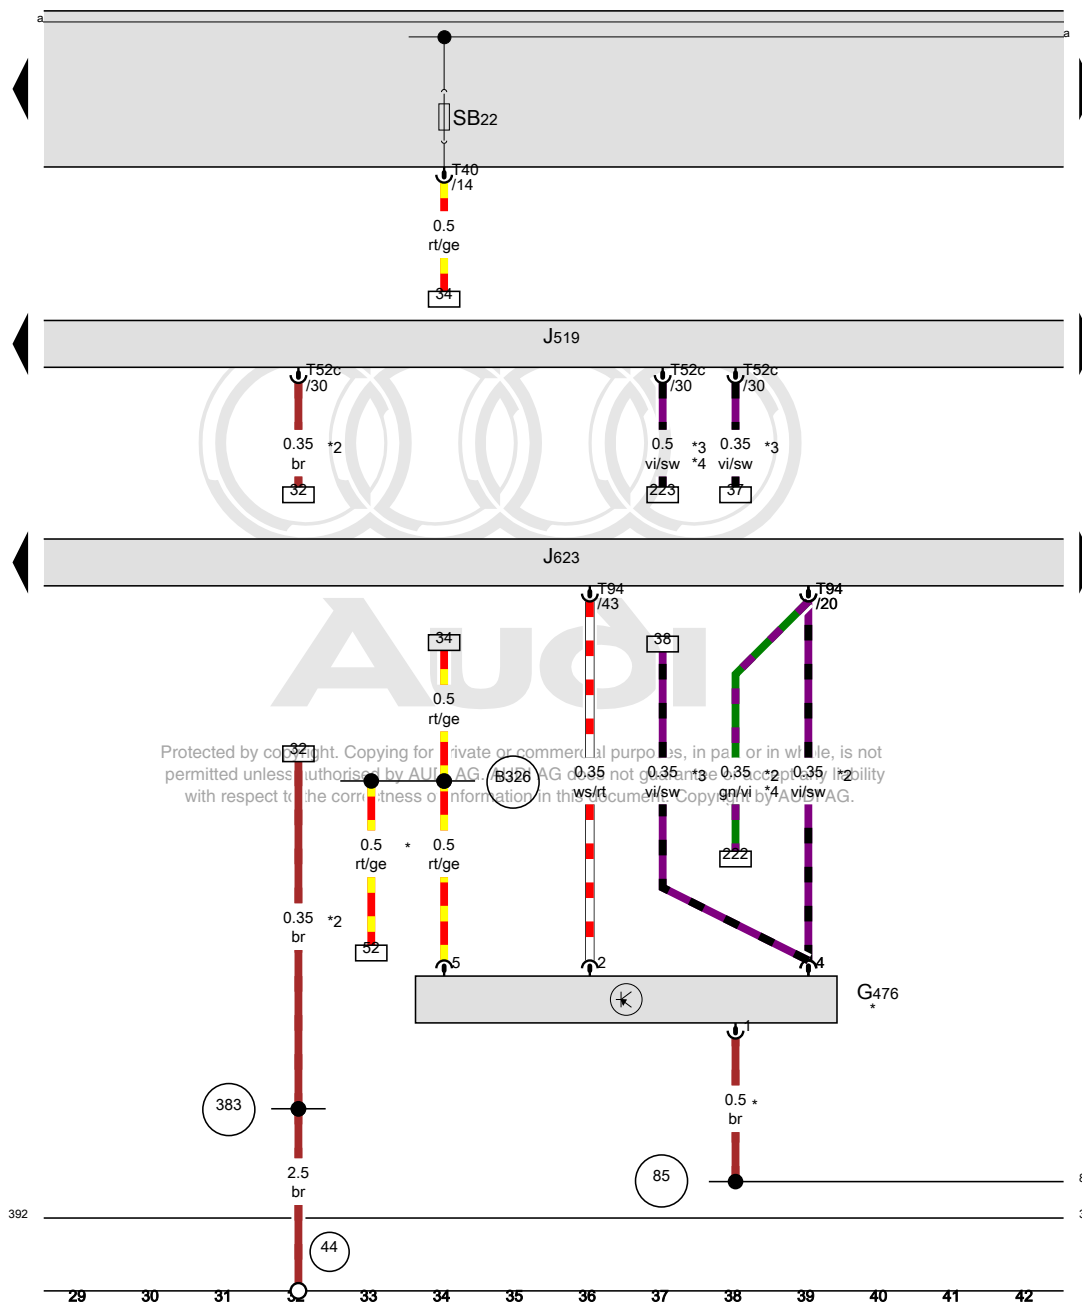 a
a
SB22
T40
/14
0.5
rt/ge
34
J519
T52c
/30
T52c
/30
T52c
/30
0.35 *2
br
0.5 *3
vi/sw *4
0.35 *3
vi/sw
32
223
37
J623
T94
/43
T94
/20
34
38
0.5
rt/ge
32
Protected by copyright. Copying for private or commercial purposes, in part or in whole, is not
permitted unless authorised by AUDI AG. AUDI AG does not guarantee or accept any liability
with respect to the correctness of information in this document. Copyright by AUDI AG.
B326
0.35
ws/rt
0.35 *3
vi/sw
0.35 *2
gn/vi *4
0.35 *2
vi/sw
0.5 *
rt/ge
0.5
rt/ge
222
0.35 *2
br
52
5
2
4
G476
*
1
383
0.5 *
br
2.5
br
85
8
392
3
44
29 30 31 32 33 34 35 36 37 38 39 40 41 42
Audi